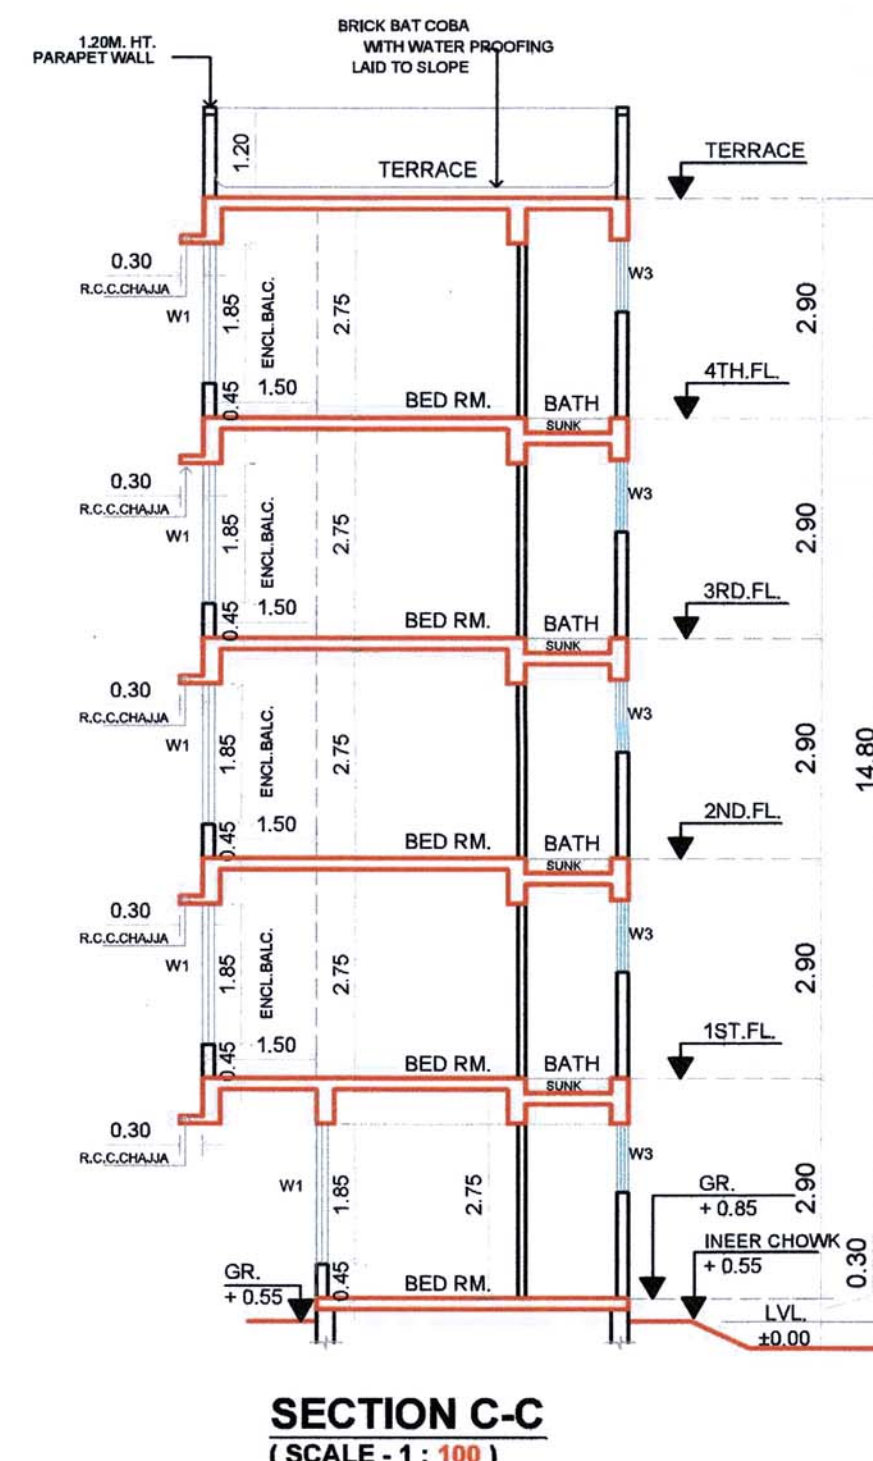 BRICK BAT COBA
WITH WATER PROOFING
LAID TO SLOPE
1.20M. HT.
PARAPET WALL
1.20
TERRACE
TERRACE
0.30
R.C.C.CHAJJA
W1
1.85
ENCL.BALC.
2.75
W3
2.90
0.45
1.50
BED RM.
BATH
SUNK
4TH.FL.
0.30
R.C.C.CHAJJA
W1
1.85
ENCL.BALC.
2.75
W3
2.90
0.45
1.50
BED RM.
BATH
SUNK
3RD.FL.
0.30
R.C.C.CHAJJA
W1
1.85
ENCL.BALC.
2.75
W3
2.90
14.80
0.45
1.50
BED RM.
BATH
SUNK
2ND.FL.
0.30
R.C.C.CHAJJA
W1
1.85
ENCL.BALC.
2.75
W3
2.90
0.45
1.50
BED RM.
BATH
SUNK
1ST.FL.
0.30
R.C.C.CHAJJA
W1
1.85
2.75
W3
2.90
GR.
+ 0.85
INEER CHOWK
+ 0.55
0.30
GR.
+ 0.55
0.45
BED RM.
LVL.
±0.00
SECTION C-C
( SCALE - 1 : 100 )